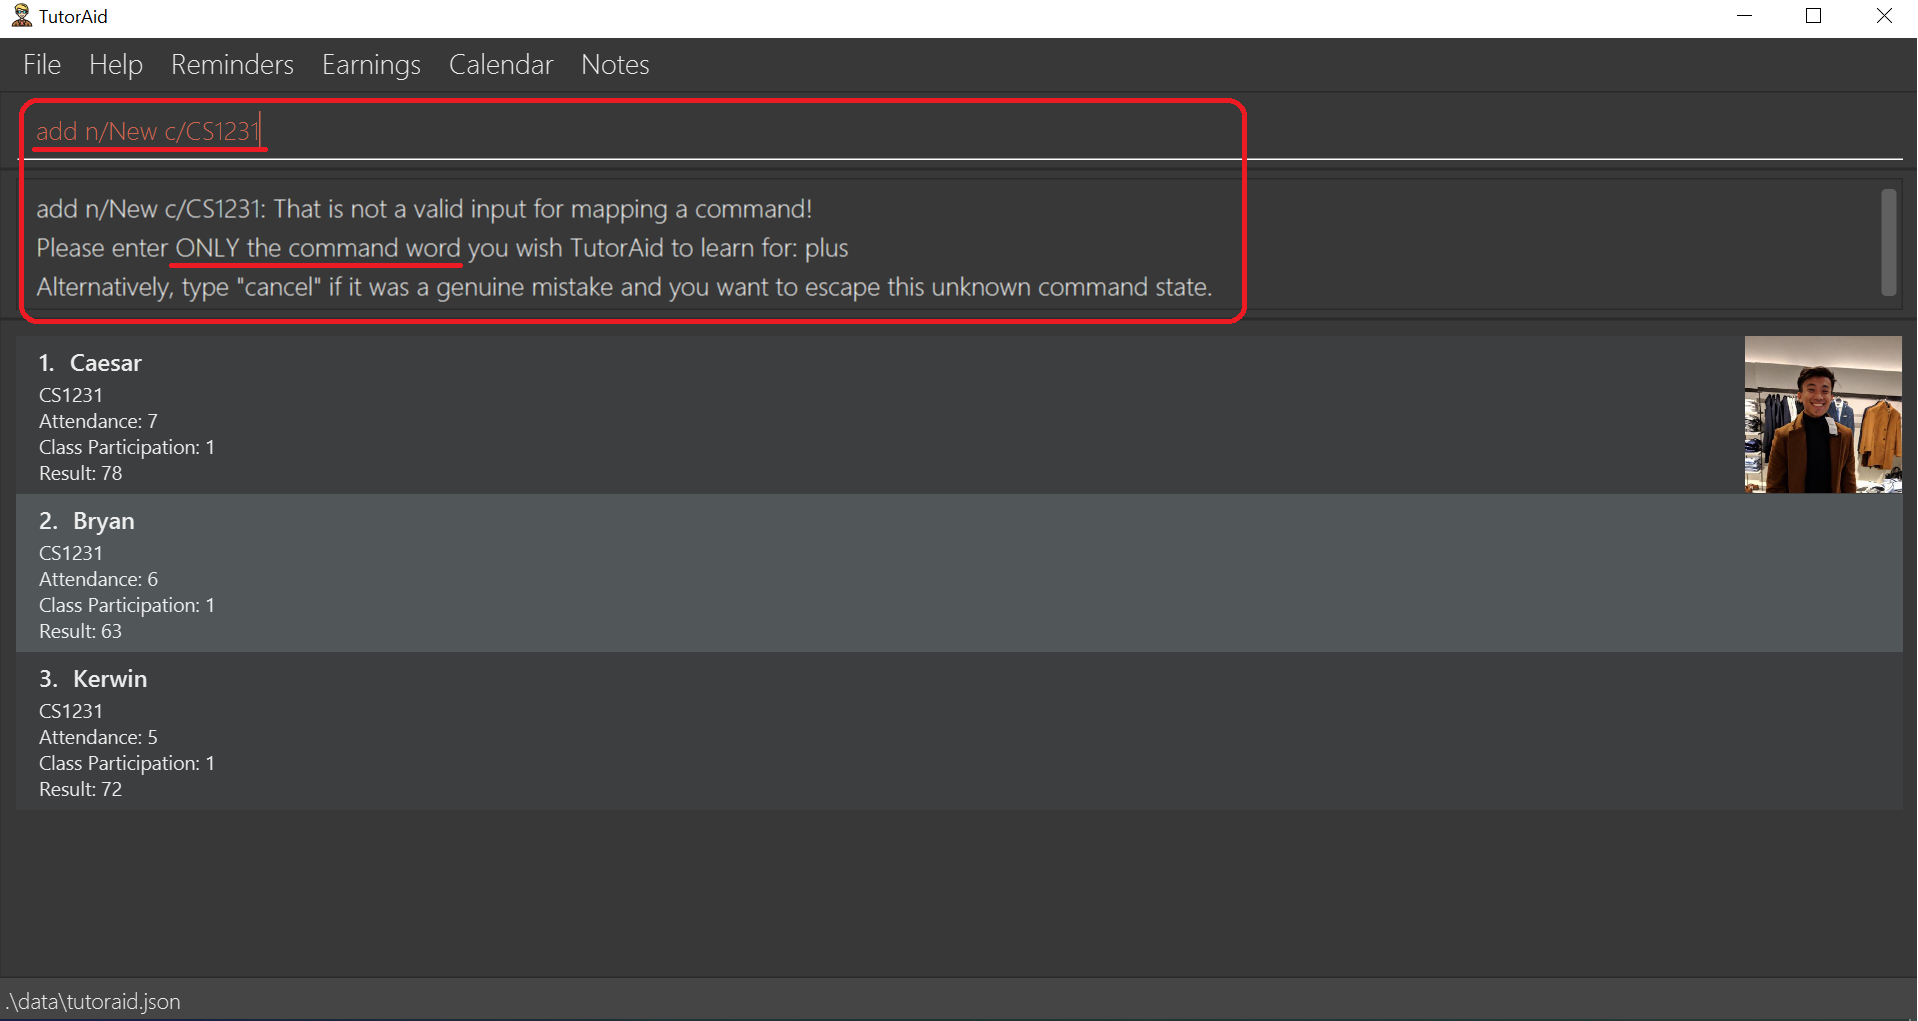 TutorAid
File Help Reminders Earnings Calendar Notes
add n/New c/CS1231
add n/New c/CS1231: That is not a valid input for mapping a command!
Please enter ONLY the command word you wish TutorAid to learn for: plus
Alternatively, type "cancel" if it was a genuine mistake and you want to escape this unknown command state.
1. Caesar
CS1231
Attendance: 7
Class Participation: 1
Result: 78
2. Bryan
CS1231
Attendance: 6
Class Participation: 1
Result: 63
3. Kerwin
CS1231
Attendance: 5
Class Participation: 1
Result: 72
.\data\tutoraid.json